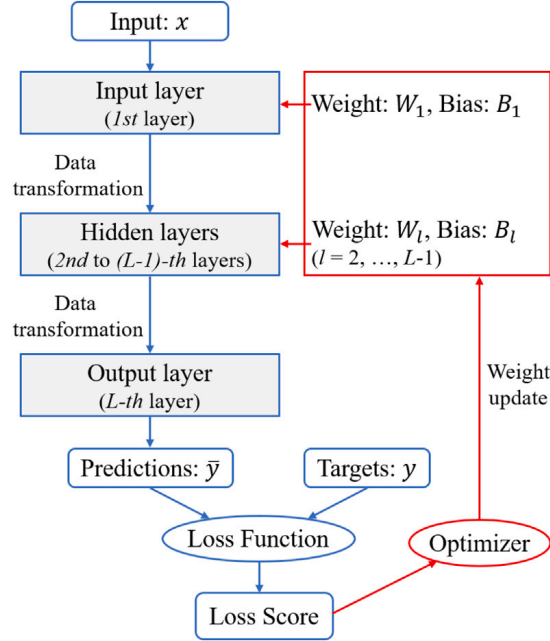 Input: x
Input layer
(1st layer)
Weight: W₁, Bias: B₁
Data
transformation
Hidden layers
(2nd to (L-1)-th layers)
Weight: Wₗ, Bias: Bₗ
(l = 2, …, L-1)
Data
transformation
Output layer
(L-th layer)
Weight
update
Predictions: ȳ
Targets: y
Loss Function
Optimizer
Loss Score